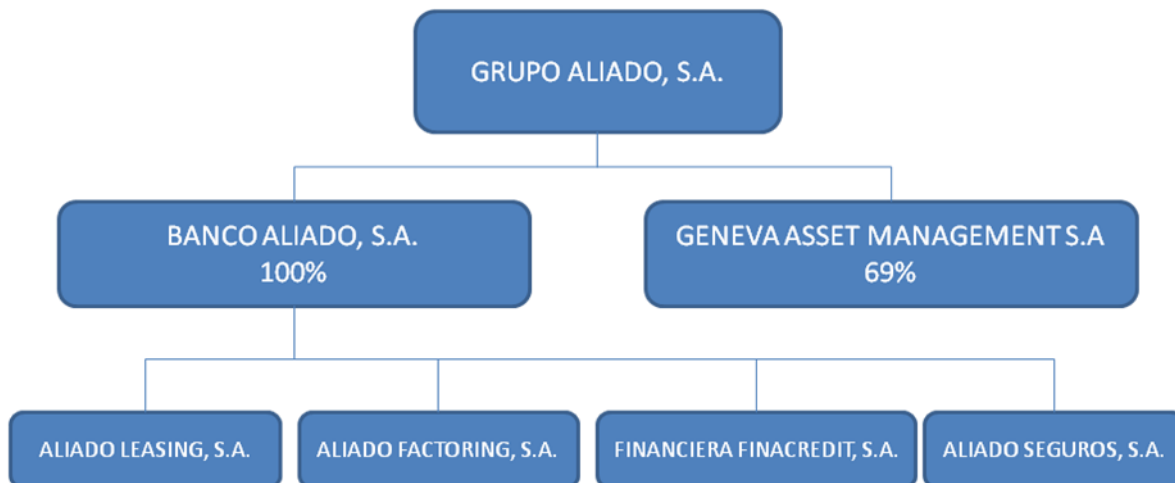 GRUPO ALIADO, S.A.
BANCO ALIADO, S.A.
100%
GENEVA ASSET MANAGEMENT S.A
69%
ALIADO LEASING, S.A.
ALIADO FACTORING, S.A.
FINANCIERA FINACREDIT, S.A.
ALIADO SEGUROS, S.A.